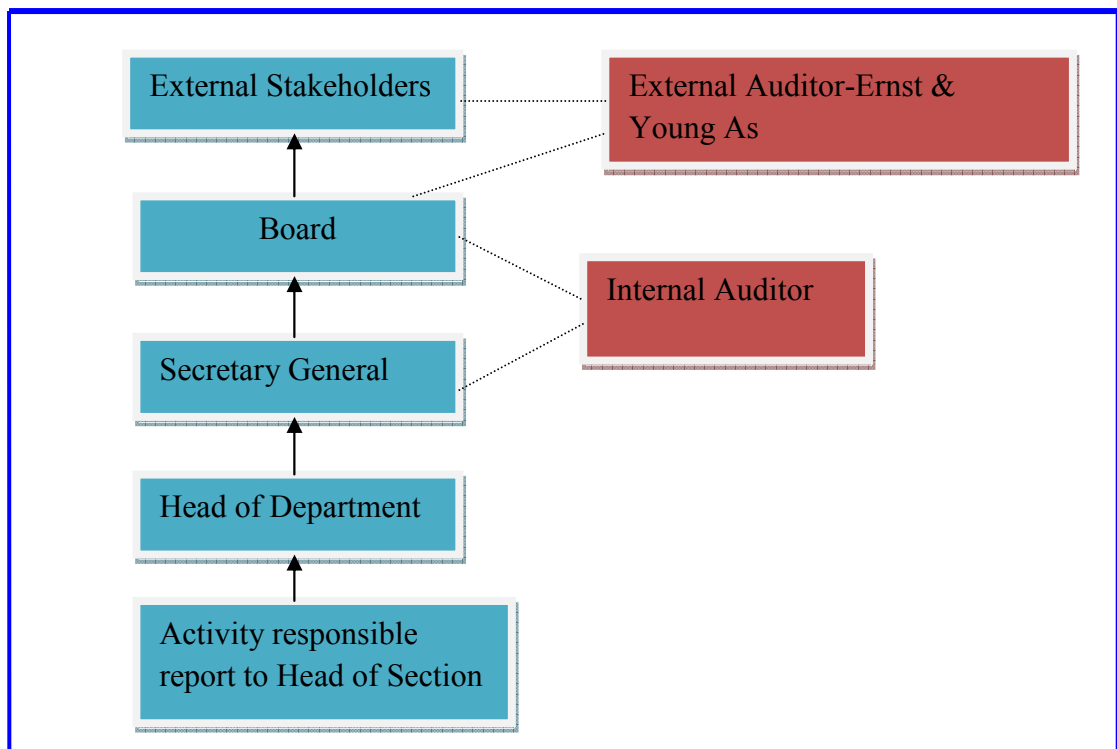 External Stakeholders
External Auditor-Ernst &
Young As
Board
Internal Auditor
Secretary General
Head of Department
Activity responsible
report to Head of Section